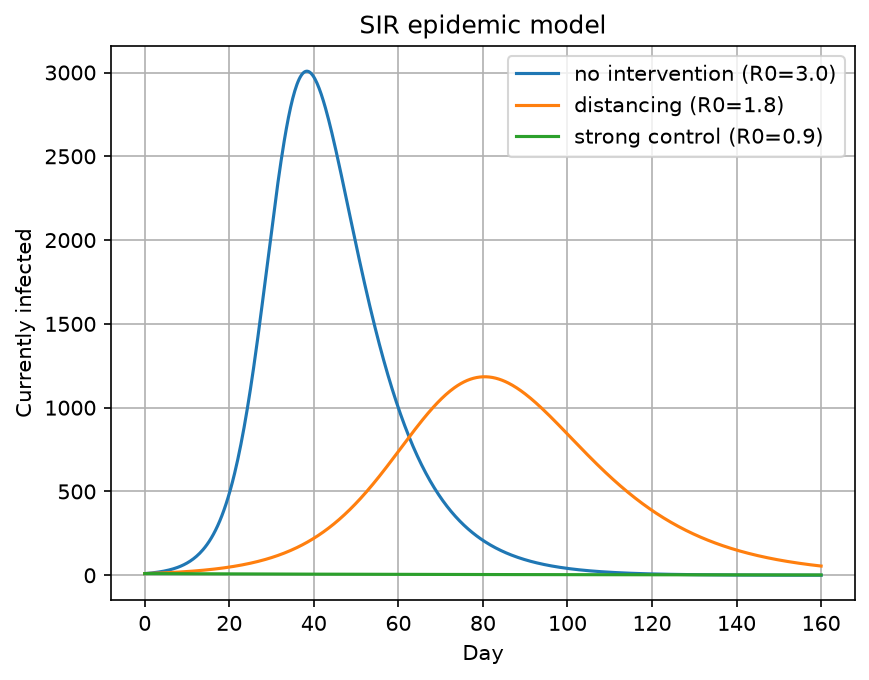 SIR epidemic model
no intervention (R0=3.0)
distancing (R0=1.8)
strong control (R0=0.9)
Currently infected
3000
2500
2000
1500
1000
500
0
0 20 40 60 80 100 120 140 160
Day